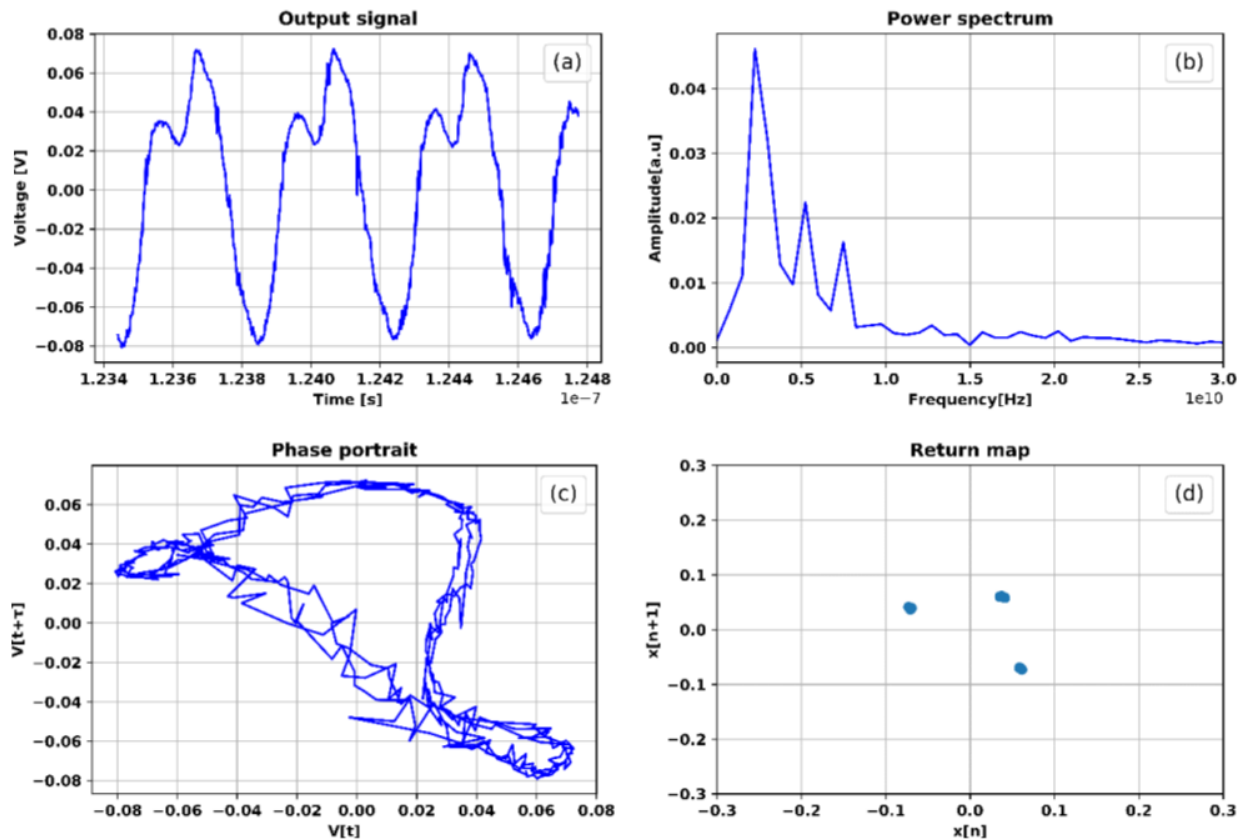 Output signal
(a)
0.08
0.06
0.04
0.02
0.00
−0.02
−0.04
−0.06
−0.08
Voltage [V]
1.234 1.236 1.238 1.240 1.242 1.244 1.246 1.248
Time [s]
1e-7
Power spectrum
(b)
0.04
0.03
0.02
0.01
0.00
Amplitude[a.u]
0.0 0.5 1.0 1.5 2.0 2.5 3.0
Frequency[Hz]
1e10
Phase portrait
(c)
0.06
0.04
0.02
0.00
−0.02
−0.04
−0.06
−0.08
V[t+τ]
−0.08 −0.06 −0.04 −0.02 0.00 0.02 0.04 0.06 0.08
V[t]
Return map
(d)
0.3
0.2
0.1
0.0
−0.1
−0.2
−0.3
x[n+1]
−0.3 −0.2 −0.1 0.0 0.1 0.2 0.3
x[n]